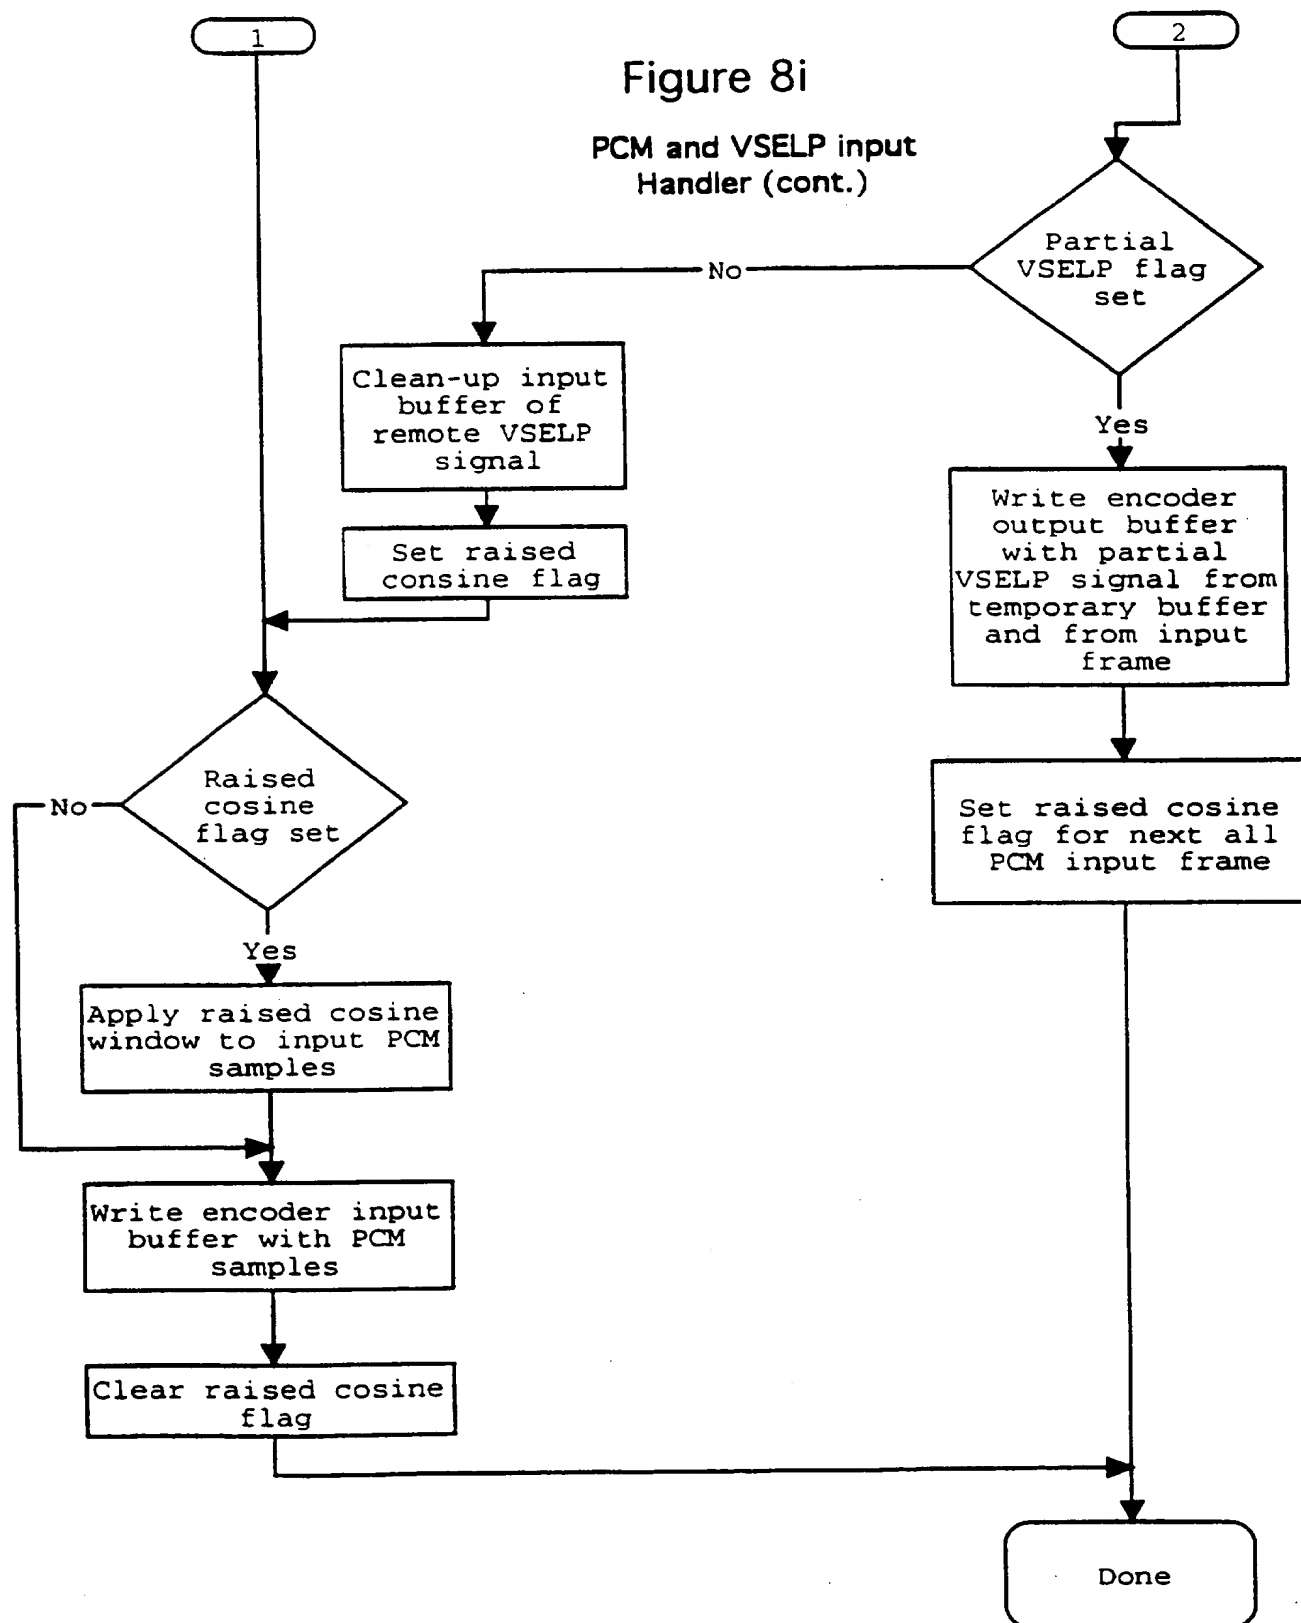 1
2
Figure 8i
PCM and VSELP input
Handler (cont.)
Partial
VSELP flag
set
No
Clean-up input
buffer of
remote VSELP
signal
Yes
Write encoder
output buffer
with partial
VSELP signal from
temporary buffer
and from input
frame
Set raised
consine flag
Raised
cosine
flag set
No
Set raised cosine
flag for next all
PCM input frame
Yes
Apply raised cosine
window to input PCM
samples
Write encoder input
buffer with PCM
samples
Clear raised cosine
flag
Done